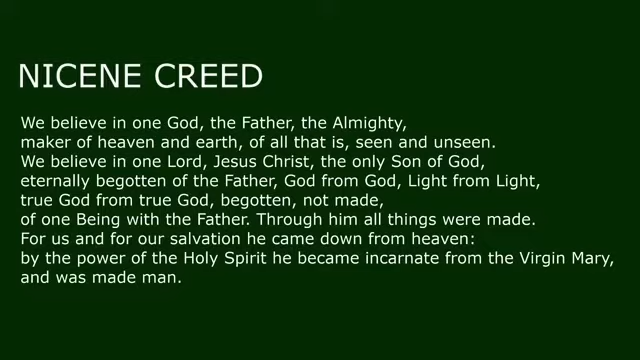 NICENE CREED
We believe in one God, the Father, the Almighty,
maker of heaven and earth, of all that is, seen and unseen.
We believe in one Lord, Jesus Christ, the only Son of God,
eternally begotten of the Father, God from God, Light from Light,
true God from true God, begotten, not made,
of one Being with the Father. Through him all things were made.
For us and for our salvation he came down from heaven:
by the power of the Holy Spirit he became incarnate from the Virgin Mary,
and was made man.